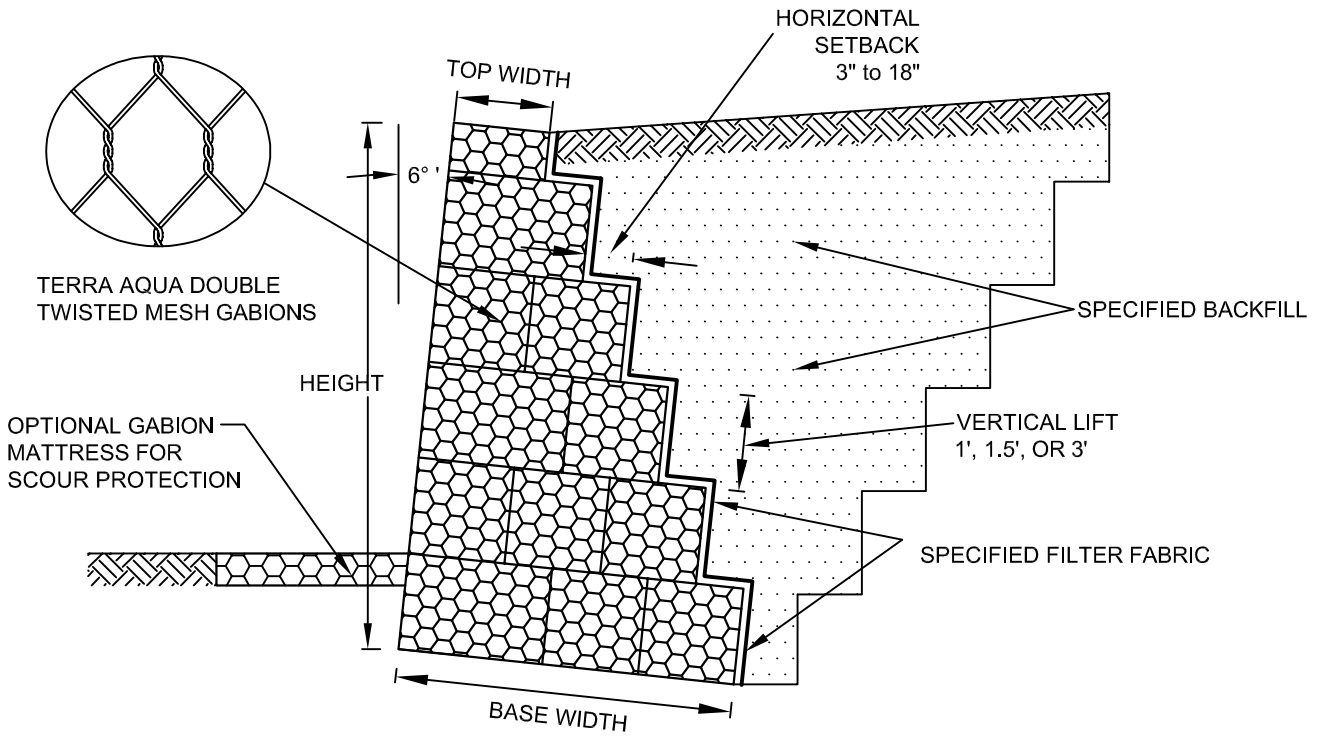 HORIZONTAL
SETBACK
3" to 18"
TOP WIDTH
6° '
TERRA AQUA DOUBLE
TWISTED MESH GABIONS
SPECIFIED BACKFILL
HEIGHT
OPTIONAL GABION
MATTRESS FOR
SCOUR PROTECTION
VERTICAL LIFT
1', 1.5', OR 3'
SPECIFIED FILTER FABRIC
BASE WIDTH